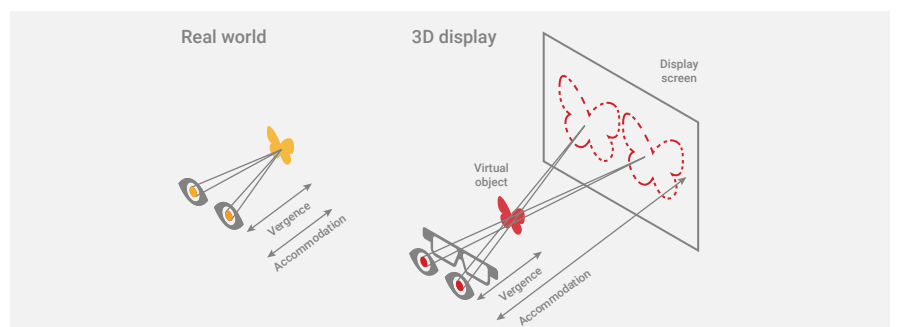 Real world
3D display
Display
screen
Virtual
object
Vergence
Accommodation
Vergence
Accommodation